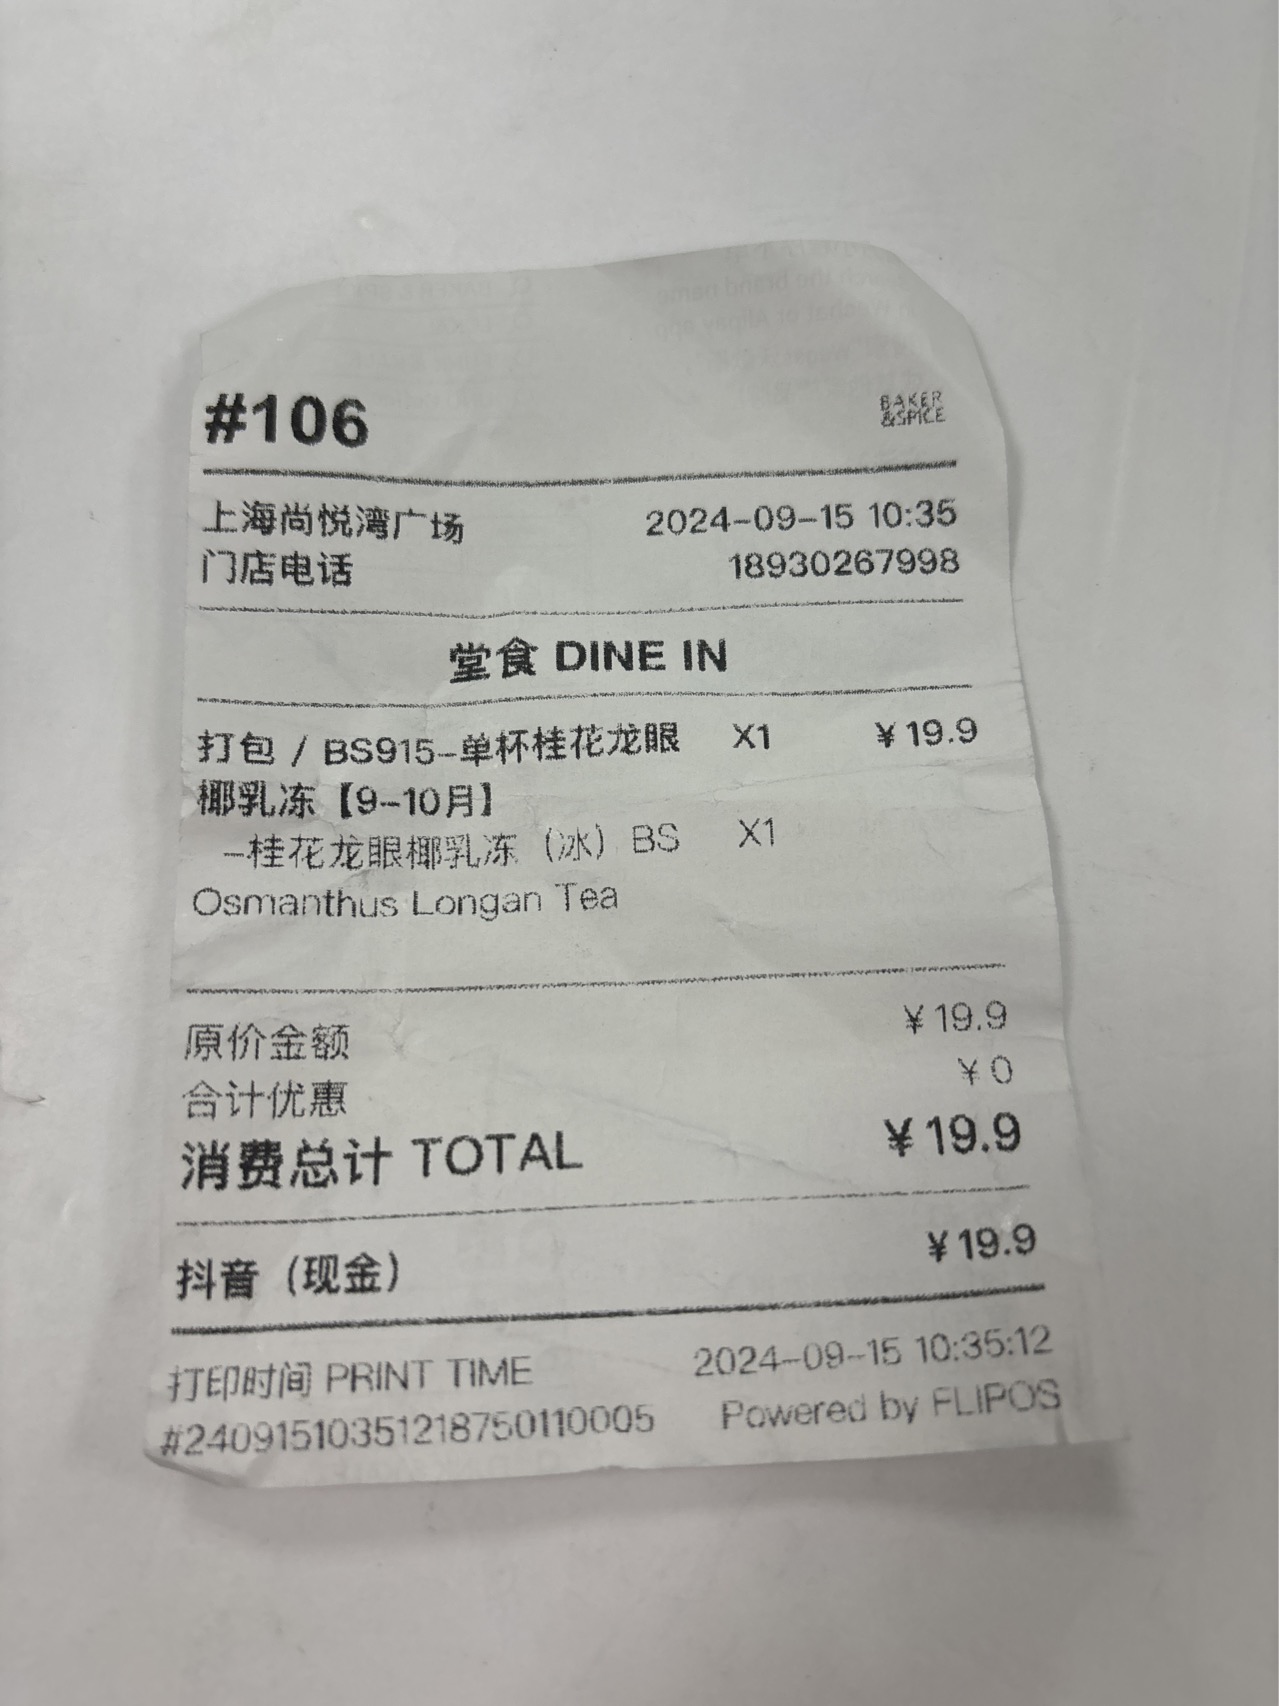 #106
BAKER
&SPICE
上海尚悦湾广场 2024-09-15 10:35
门店电话 18930267998
堂食 DINE IN
打包 / BS915-单杯桂花龙眼 X1 ¥19.9
椰乳冻【9-10月】
-桂花龙眼椰乳冻（冰）BS X1
Osmanthus Longan Tea
原价金额 ¥19.9
合计优惠 ¥0
消费总计 TOTAL ¥19.9
抖音（现金） ¥19.9
打印时间 PRINT TIME 2024-09-15 10:35:12
#24091510351218750110005 Powered by FLIPOS